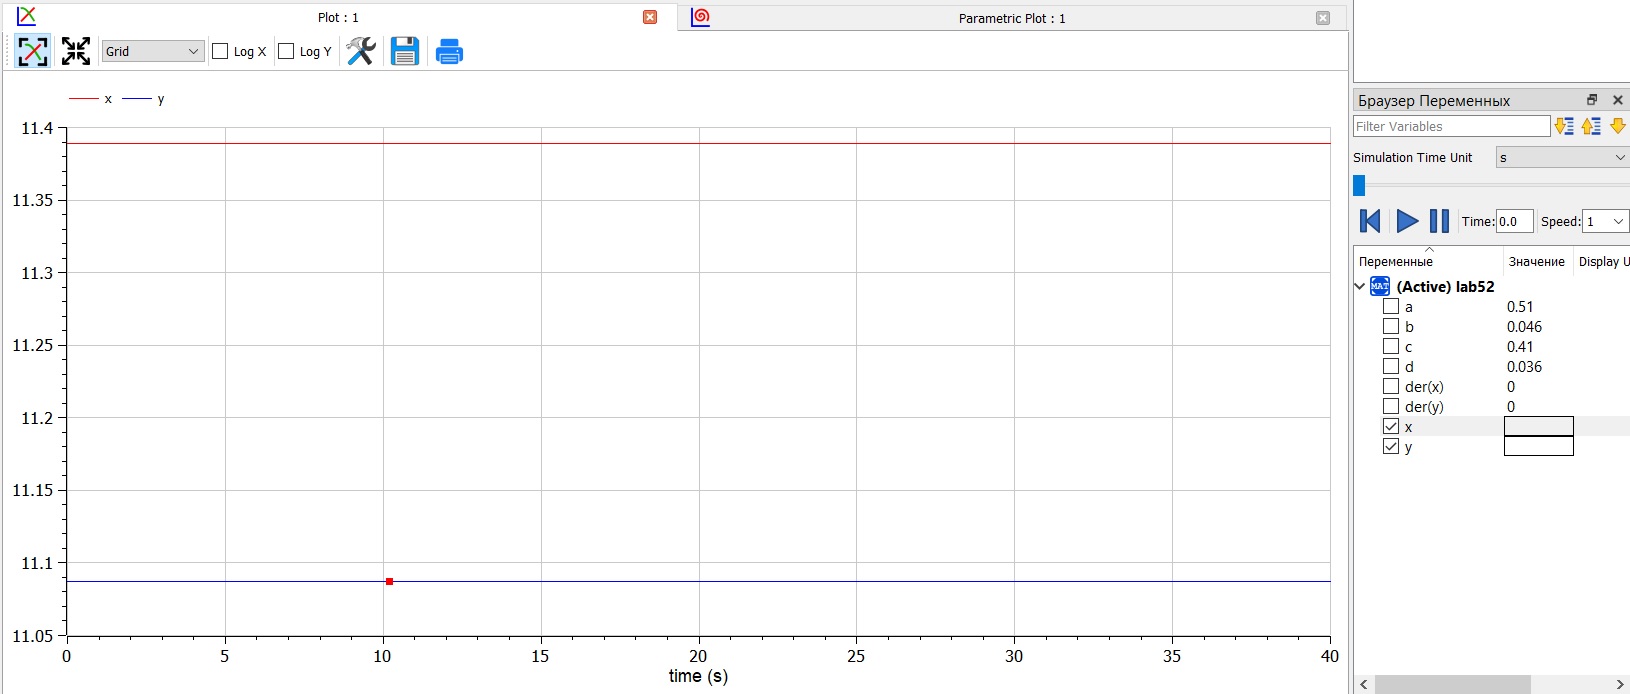 Plot : 1
Parametric Plot : 1
Grid
Log X
Log Y
x
y
11.4
11.35
11.3
11.25
11.2
11.15
11.1
11.05
0
5
10
15
20
25
30
35
40
time (s)
Браузер Переменных
Filter Variables
Simulation Time Unit
s
Time:
0.0
Speed:
1
Переменные
Значение
Display U
MAT
(Active) lab52
a 0.51
b 0.046
c 0.41
d 0.036
der(x) 0
der(y) 0
x
y